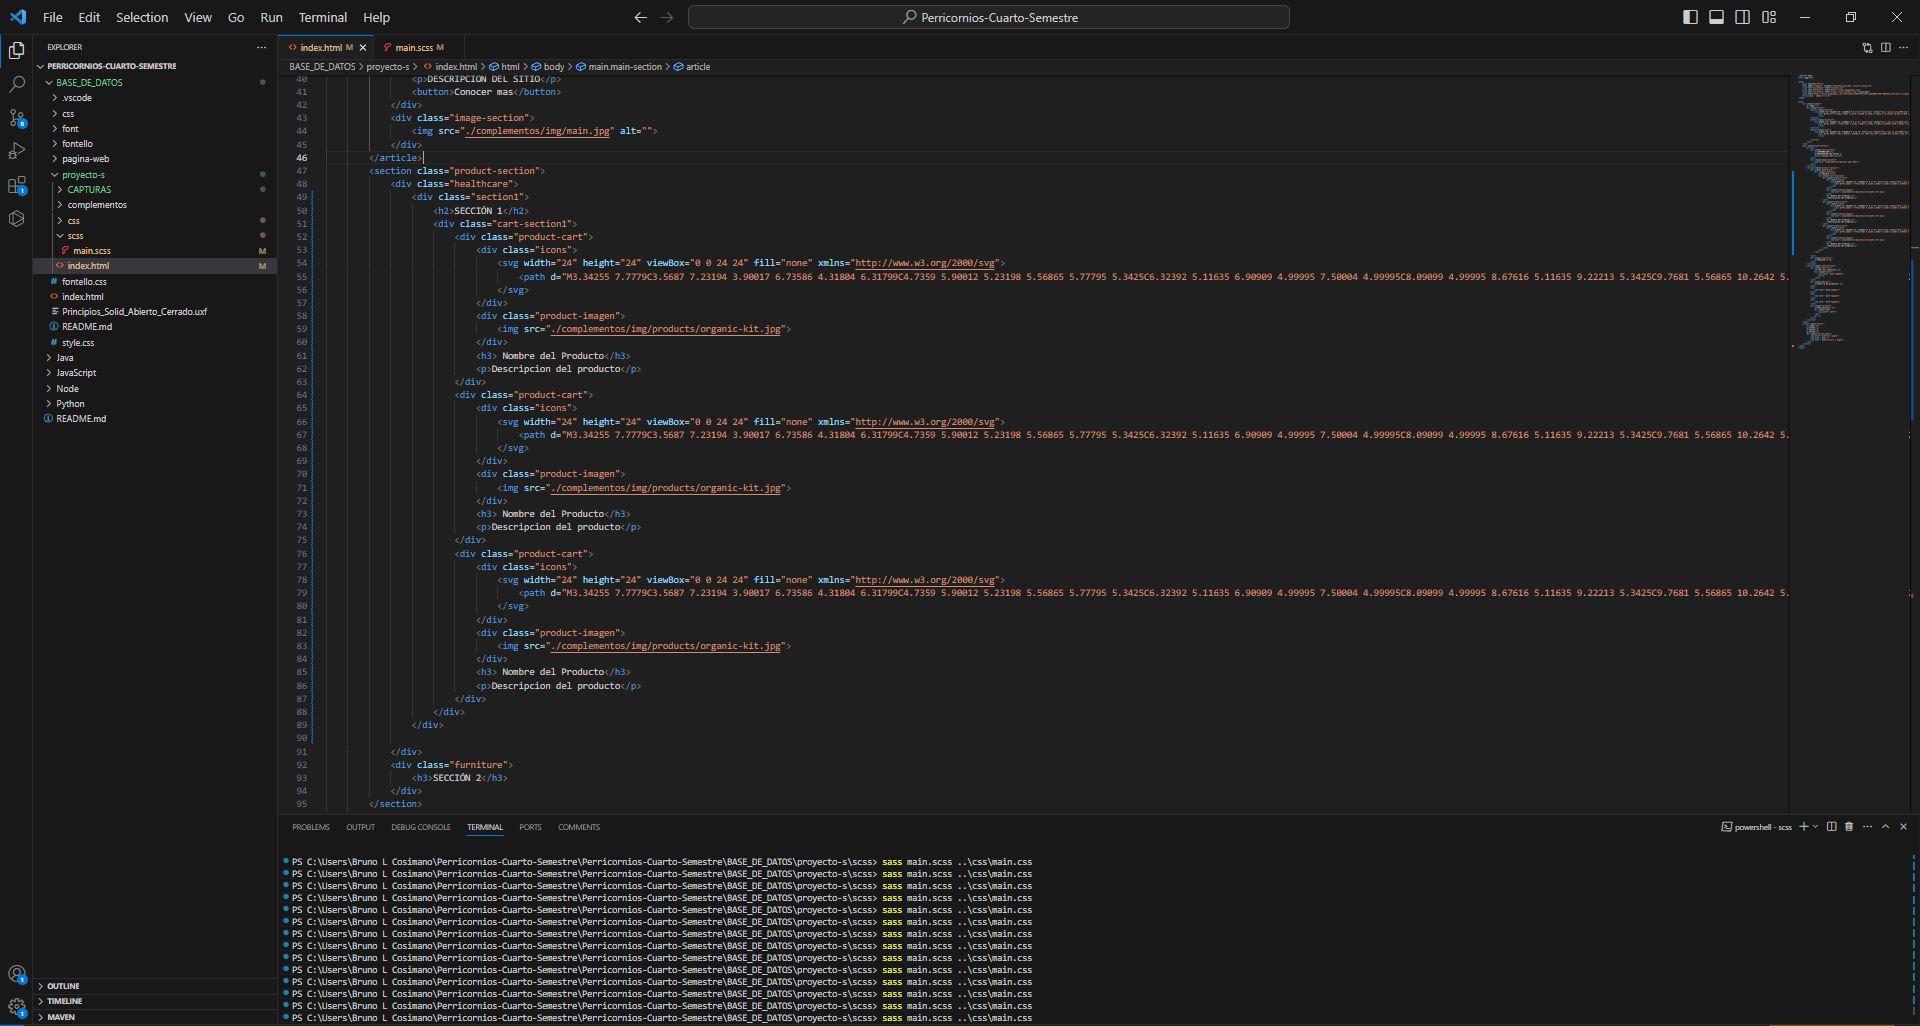 File Edit Selection View Go Run Terminal Help
Perricornios-Cuarto-Semestre
EXPLORER
PERRICORNIOS-CUARTO-SEMESTRE
BASE_DE_DATOS
.vscode
css
font
fontello
pagina-web
proyecto-s
CAPTURAS
complementos
css
scss
main.scss M
index.html M
fontello.css
index.html
Principios_Solid_Abierto_Cerrado.uxf
README.md
style.css
Java
JavaScript
Node
Python
README.md
OUTLINE
TIMELINE
MAVEN
index.html M
main.scss M
BASE_DE_DATOS > proyecto-s > index.html > html > body > main.main-section > article
40 <p>DESCRIPCION DEL SITIO</p>
41 <button>Conocer mas</button>
42 </div>
43 <div class="image-section">
44 <img src="./complementos/img/main.jpg" alt="">
45 </div>
46 </article>
47 <section class="product-section">
48 <div class="healthcare">
49 <div class="section1">
50 <h2>SECCIÓN 1</h2>
51 <div class="cart-section1">
52 <div class="product-cart">
53 <div class="icons">
54 <svg width="24" height="24" viewBox="0 0 24 24" fill="none" xmlns="http://www.w3.org/2000/svg">
55 <path d="M3.34255 7.7779C3.5687 7.23194 3.90017 6.73586 4.31804 6.31799C4.7359 5.90012 5.23198 5.56865 5.77795 5.3425C6.32392 5.11635 6.90909 4.99995 7.50004 4.99995C8.09099 4.99995 8.67616 5.11635 9.22213 5.3425C9.7681 5.56865 10.2642 5.
56 </svg>
57 </div>
58 <div class="product-imagen">
59 <img src="./complementos/img/products/organic-kit.jpg">
60 </div>
61 <h3> Nombre del Producto</h3>
62 <p>Descripcion del producto</p>
63 </div>
64 <div class="product-cart">
65 <div class="icons">
66 <svg width="24" height="24" viewBox="0 0 24 24" fill="none" xmlns="http://www.w3.org/2000/svg">
67 <path d="M3.34255 7.7779C3.5687 7.23194 3.90017 6.73586 4.31804 6.31799C4.7359 5.90012 5.23198 5.56865 5.77795 5.3425C6.32392 5.11635 6.90909 4.99995 7.50004 4.99995C8.09099 4.99995 8.67616 5.11635 9.22213 5.3425C9.7681 5.56865 10.2642 5.
68 </svg>
69 </div>
70 <div class="product-imagen">
71 <img src="./complementos/img/products/organic-kit.jpg">
72 </div>
73 <h3> Nombre del Producto</h3>
74 <p>Descripcion del producto</p>
75 </div>
76 <div class="product-cart">
77 <div class="icons">
78 <svg width="24" height="24" viewBox="0 0 24 24" fill="none" xmlns="http://www.w3.org/2000/svg">
79 <path d="M3.34255 7.7779C3.5687 7.23194 3.90017 6.73586 4.31804 6.31799C4.7359 5.90012 5.23198 5.56865 5.77795 5.3425C6.32392 5.11635 6.90909 4.99995 7.50004 4.99995C8.09099 4.99995 8.67616 5.11635 9.22213 5.3425C9.7681 5.56865 10.2642 5.
80 </svg>
81 </div>
82 <div class="product-imagen">
83 <img src="./complementos/img/products/organic-kit.jpg">
84 </div>
85 <h3> Nombre del Producto</h3>
86 <p>Descripcion del producto</p>
87 </div>
88 </div>
89 </div>
90
91 </div>
92 <div class="furniture">
93 <h3>SECCIÓN 2</h3>
94 </div>
95 </section>
PROBLEMS OUTPUT DEBUG CONSOLE TERMINAL PORTS COMMENTS
powershell - scss
PS C:\Users\Bruno L Cosimano\Perricornios-Cuarto-Semestre\Perricornios-Cuarto-Semestre\BASE_DE_DATOS\proyecto-s\scss> sass main.scss ..\css\main.css
PS C:\Users\Bruno L Cosimano\Perricornios-Cuarto-Semestre\Perricornios-Cuarto-Semestre\BASE_DE_DATOS\proyecto-s\scss> sass main.scss ..\css\main.css
PS C:\Users\Bruno L Cosimano\Perricornios-Cuarto-Semestre\Perricornios-Cuarto-Semestre\BASE_DE_DATOS\proyecto-s\scss> sass main.scss ..\css\main.css
PS C:\Users\Bruno L Cosimano\Perricornios-Cuarto-Semestre\Perricornios-Cuarto-Semestre\BASE_DE_DATOS\proyecto-s\scss> sass main.scss ..\css\main.css
PS C:\Users\Bruno L Cosimano\Perricornios-Cuarto-Semestre\Perricornios-Cuarto-Semestre\BASE_DE_DATOS\proyecto-s\scss> sass main.scss ..\css\main.css
PS C:\Users\Bruno L Cosimano\Perricornios-Cuarto-Semestre\Perricornios-Cuarto-Semestre\BASE_DE_DATOS\proyecto-s\scss> sass main.scss ..\css\main.css
PS C:\Users\Bruno L Cosimano\Perricornios-Cuarto-Semestre\Perricornios-Cuarto-Semestre\BASE_DE_DATOS\proyecto-s\scss> sass main.scss ..\css\main.css
PS C:\Users\Bruno L Cosimano\Perricornios-Cuarto-Semestre\Perricornios-Cuarto-Semestre\BASE_DE_DATOS\proyecto-s\scss> sass main.scss ..\css\main.css
PS C:\Users\Bruno L Cosimano\Perricornios-Cuarto-Semestre\Perricornios-Cuarto-Semestre\BASE_DE_DATOS\proyecto-s\scss> sass main.scss ..\css\main.css
PS C:\Users\Bruno L Cosimano\Perricornios-Cuarto-Semestre\Perricornios-Cuarto-Semestre\BASE_DE_DATOS\proyecto-s\scss> sass main.scss ..\css\main.css
PS C:\Users\Bruno L Cosimano\Perricornios-Cuarto-Semestre\Perricornios-Cuarto-Semestre\BASE_DE_DATOS\proyecto-s\scss> sass main.scss ..\css\main.css
PS C:\Users\Bruno L Cosimano\Perricornios-Cuarto-Semestre\Perricornios-Cuarto-Semestre\BASE_DE_DATOS\proyecto-s\scss> sass main.scss ..\css\main.css
PS C:\Users\Bruno L Cosimano\Perricornios-Cuarto-Semestre\Perricornios-Cuarto-Semestre\BASE_DE_DATOS\proyecto-s\scss> sass main.scss ..\css\main.css
PS C:\Users\Bruno L Cosimano\Perricornios-Cuarto-Semestre\Perricornios-Cuarto-Semestre\BASE_DE_DATOS\proyecto-s\scss> sass main.scss ..\css\main.css